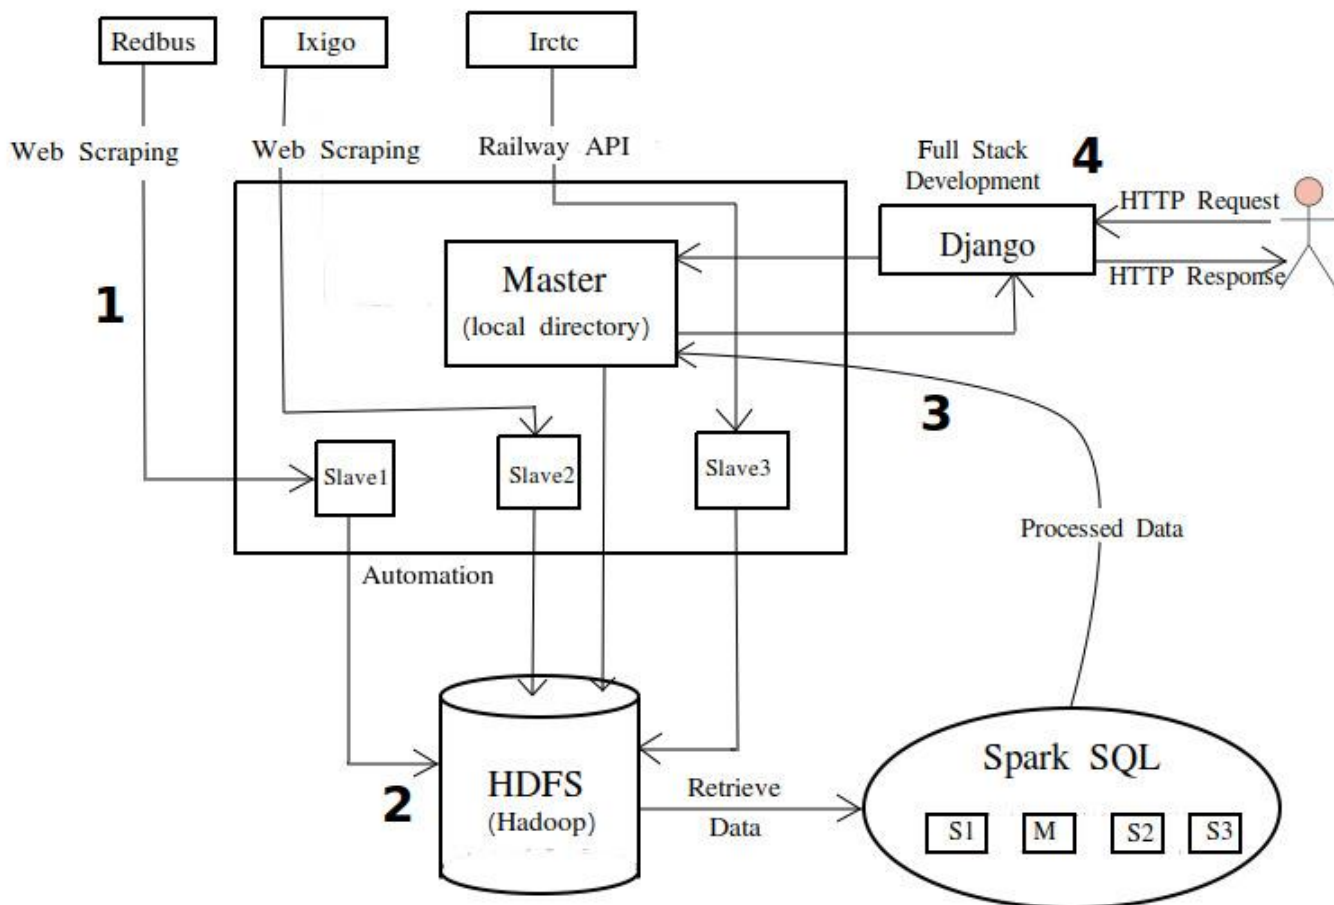 Redbus
Ixigo
Irctc
Web Scraping
Web Scraping
Railway API
Full Stack
Development
4
HTTP Request
Django
HTTP Response
Master
(local directory)
1
3
Slave1
Slave2
Slave3
Processed Data
Automation
HDFS
(Hadoop)
2
Retrieve
Data
Spark SQL
S1
M
S2
S3